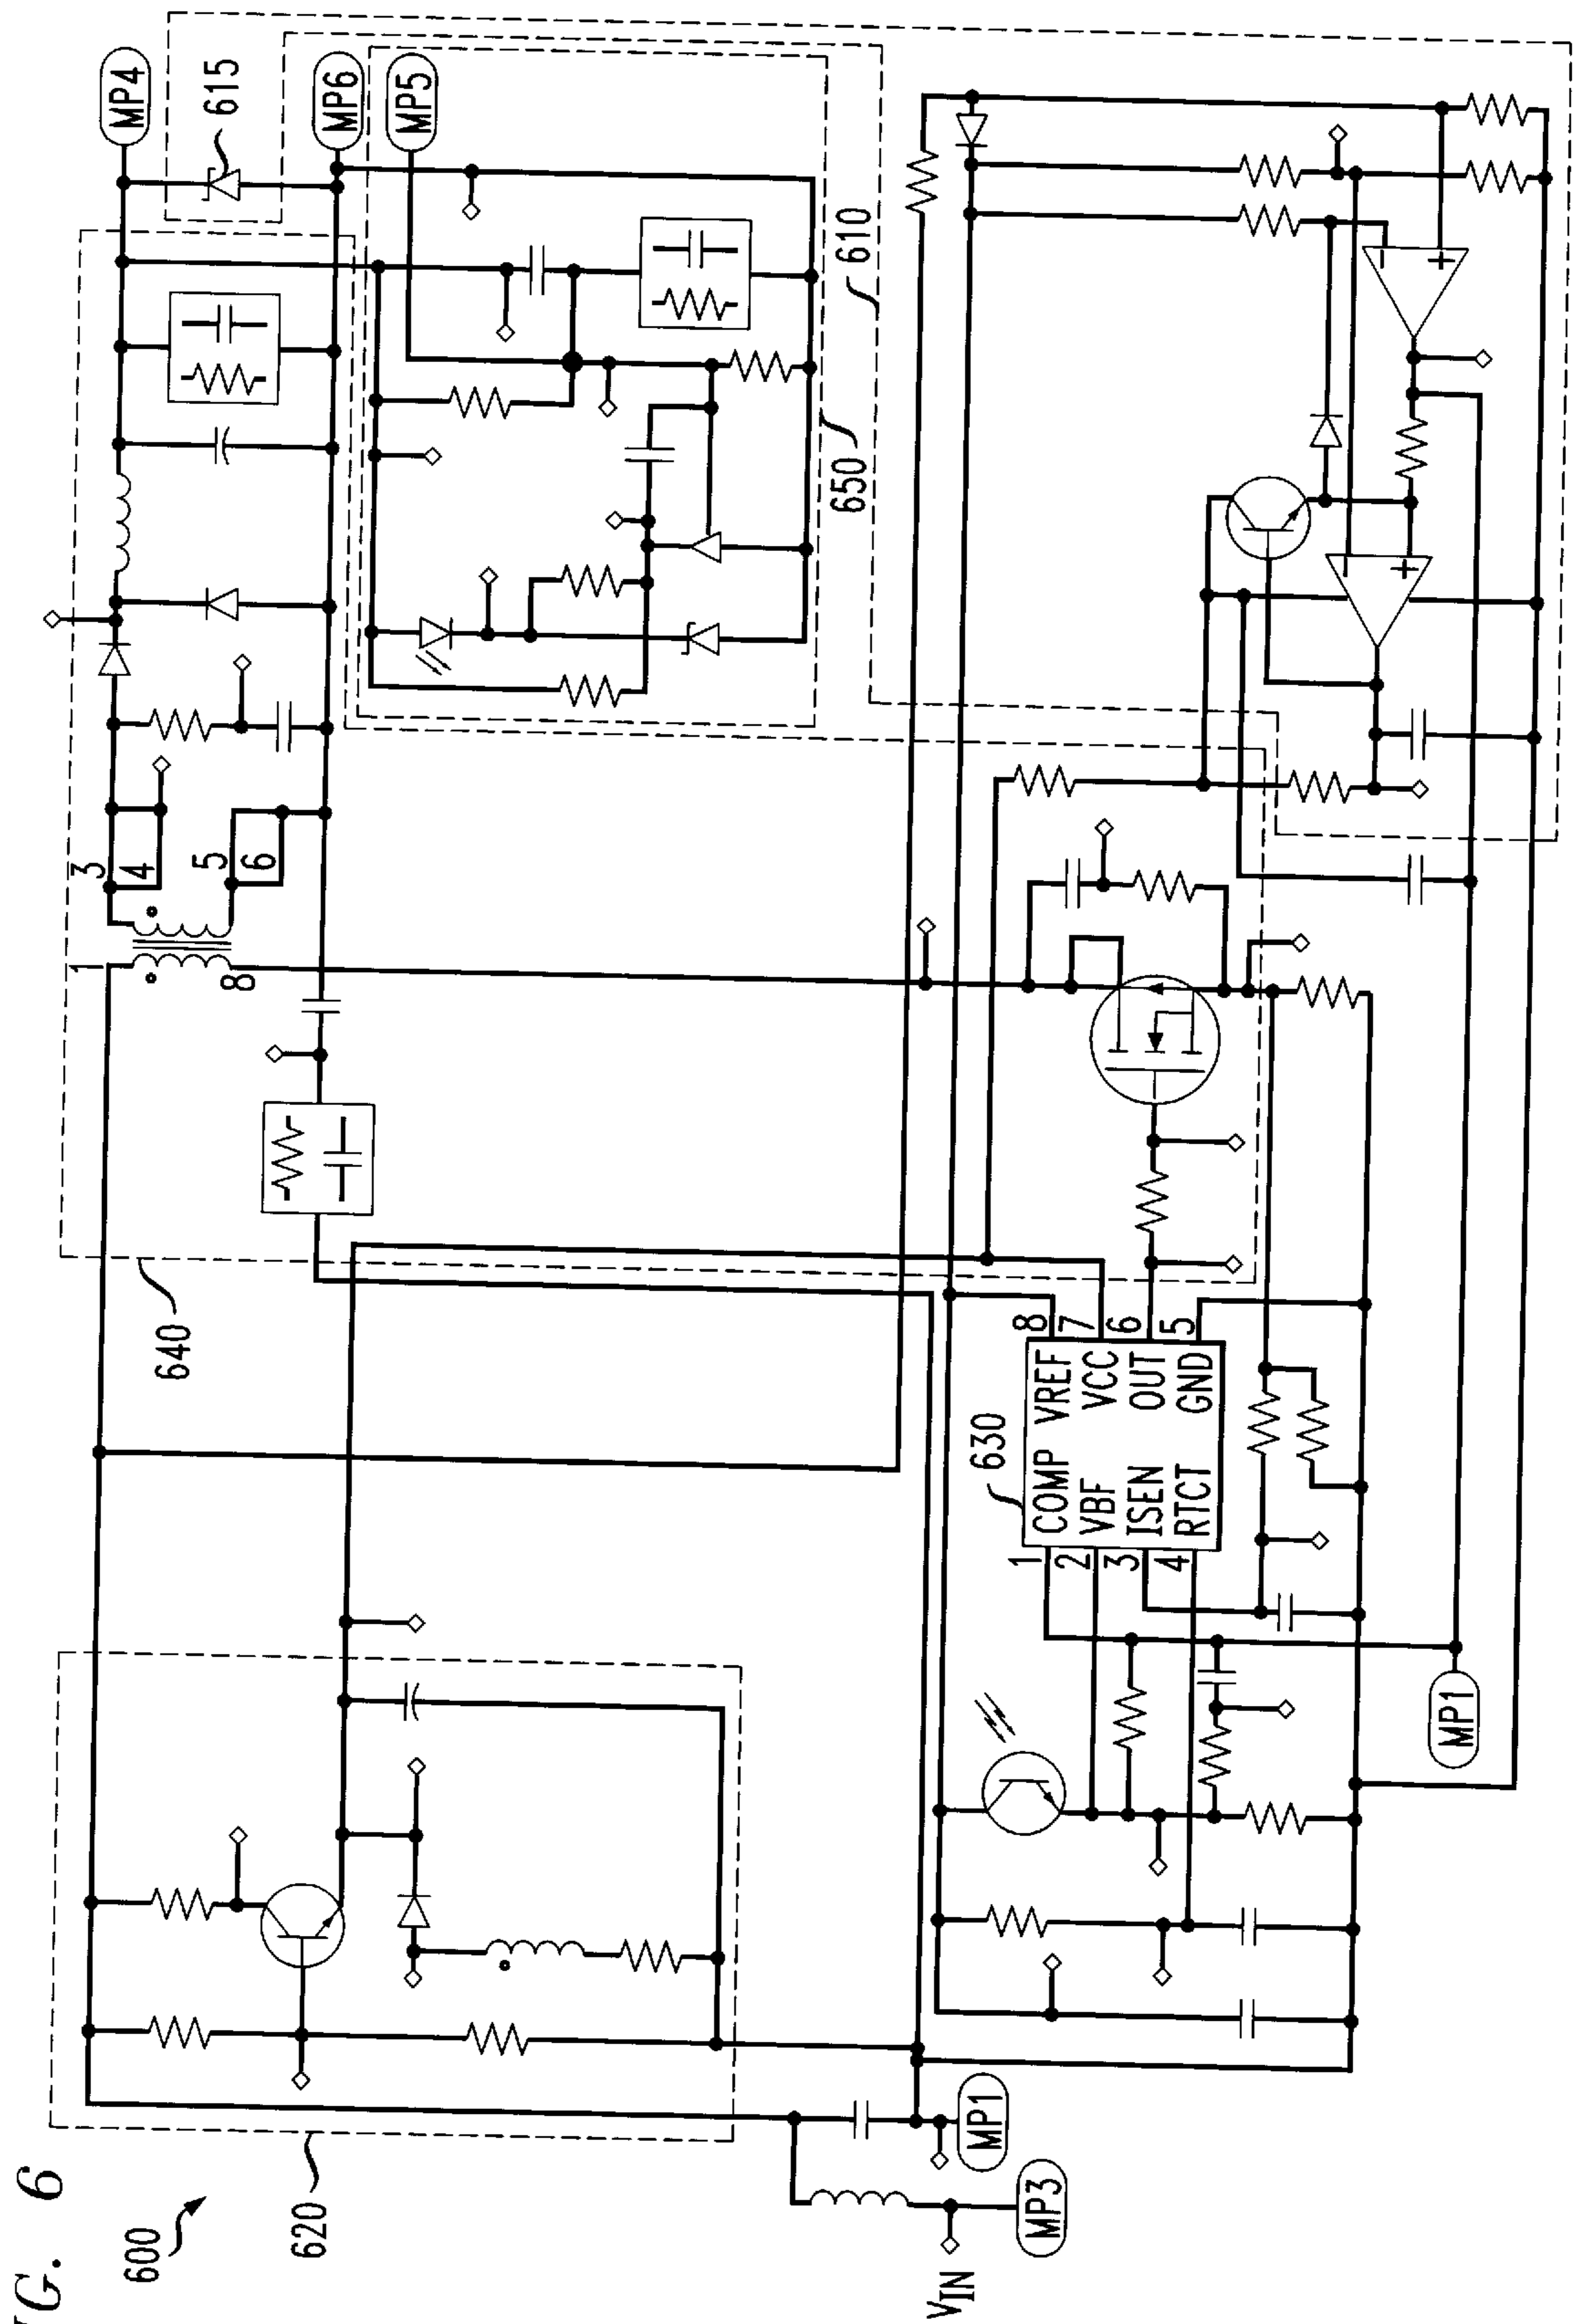 IG. 6
600
620
VIN
MP3
MP1
640
1
8
3
4
5
6
MP4
615
MP6
MP5
650
610
630
1 COMP VREF 8
2 VBF VCC 7
3 ISEN OUT 6
4 RTCT GND 5
MP1
-
+
+